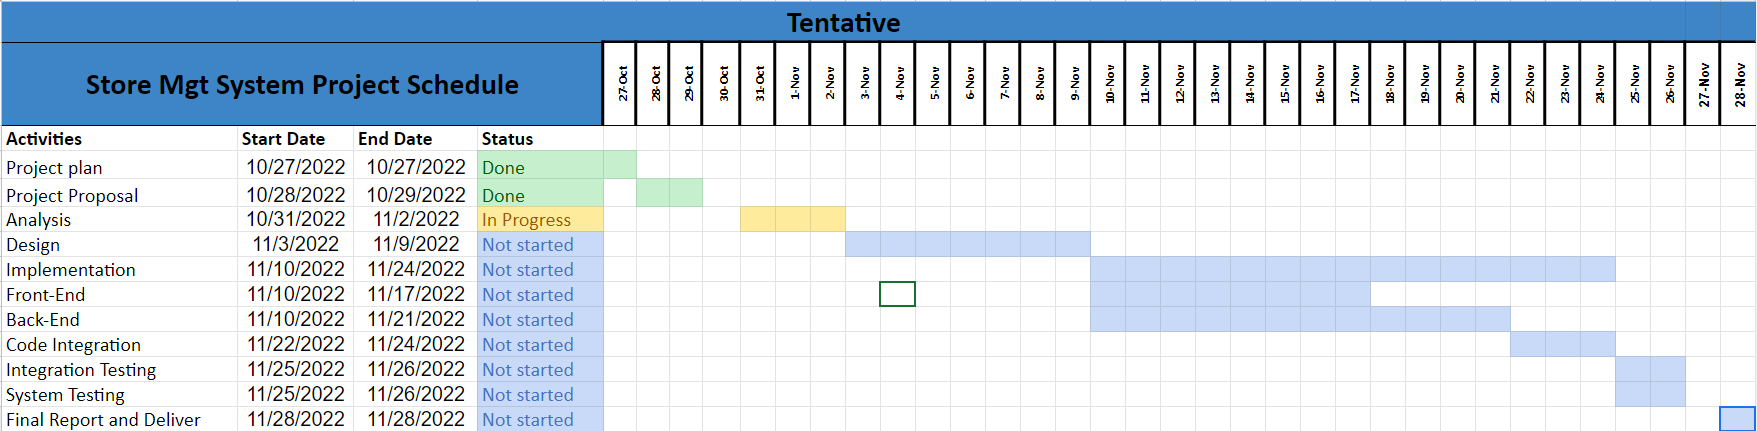 Tentative
Store Mgt System Project Schedule 27-Oct 28-Oct 29-Oct 30-Oct 31-Oct 1-Nov 2-Nov 3-Nov 4-Nov 5-Nov 6-Nov 7-Nov 8-Nov 9-Nov 10-Nov 11-Nov 12-Nov 13-Nov 14-Nov 15-Nov 16-Nov 17-Nov 18-Nov 19-Nov 20-Nov 21-Nov 22-Nov 23-Nov 24-Nov 25-Nov 26-Nov 27-Nov 28-Nov
Activities Start Date End Date Status
Project plan 10/27/2022 10/27/2022 Done
Project Proposal 10/28/2022 10/29/2022 Done
Analysis 10/31/2022 11/2/2022 In Progress
Design 11/3/2022 11/9/2022 Not started
Implementation 11/10/2022 11/24/2022 Not started
Front-End 11/10/2022 11/17/2022 Not started
Back-End 11/10/2022 11/21/2022 Not started
Code Integration 11/22/2022 11/24/2022 Not started
Integration Testing 11/25/2022 11/26/2022 Not started
System Testing 11/25/2022 11/26/2022 Not started
Final Report and Deliver 11/28/2022 11/28/2022 Not started